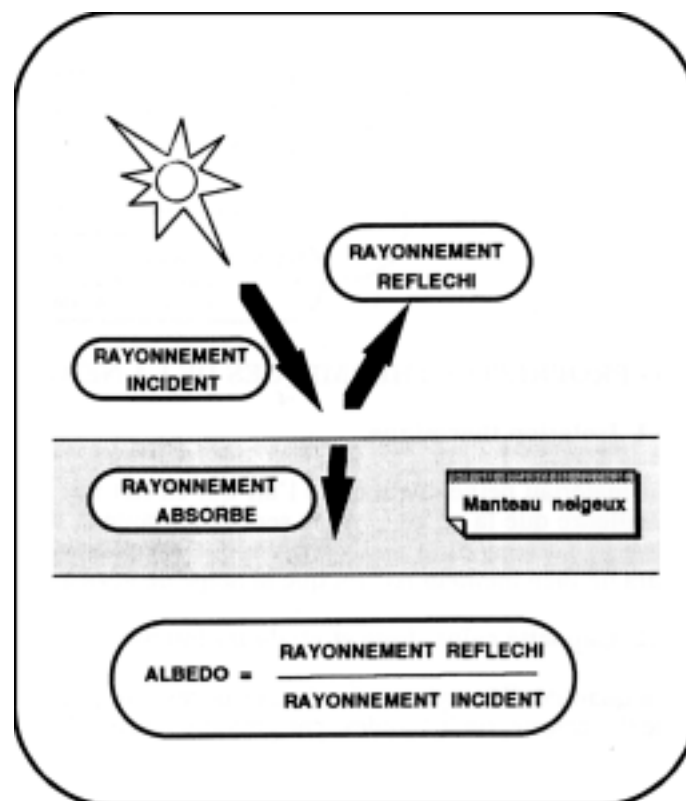 RAYONNEMENT
REFLECHI
RAYONNEMENT
INCIDENT
RAYONNEMENT
ABSORBE
Manteau neigeux
ALBEDO = RAYONNEMENT REFLECHI
RAYONNEMENT INCIDENT